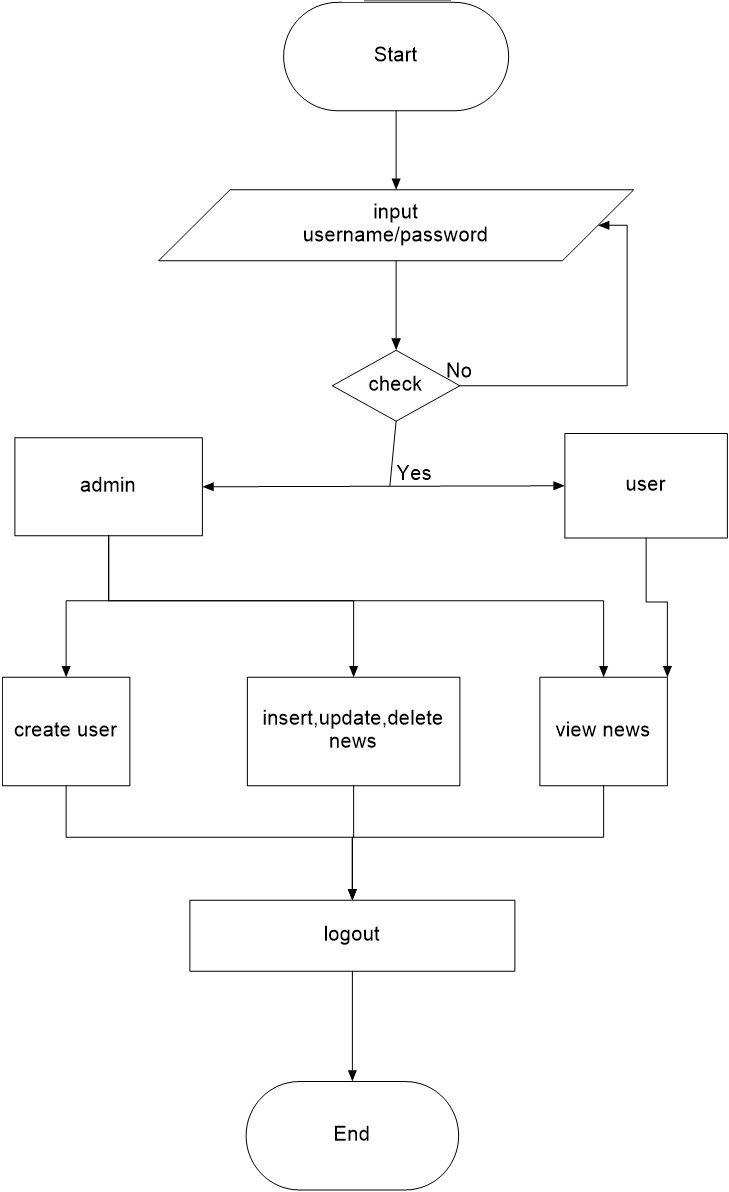 Start
input
username/password
check
No
Yes
admin
user
create user
insert,update,delete
news
view news
logout
End